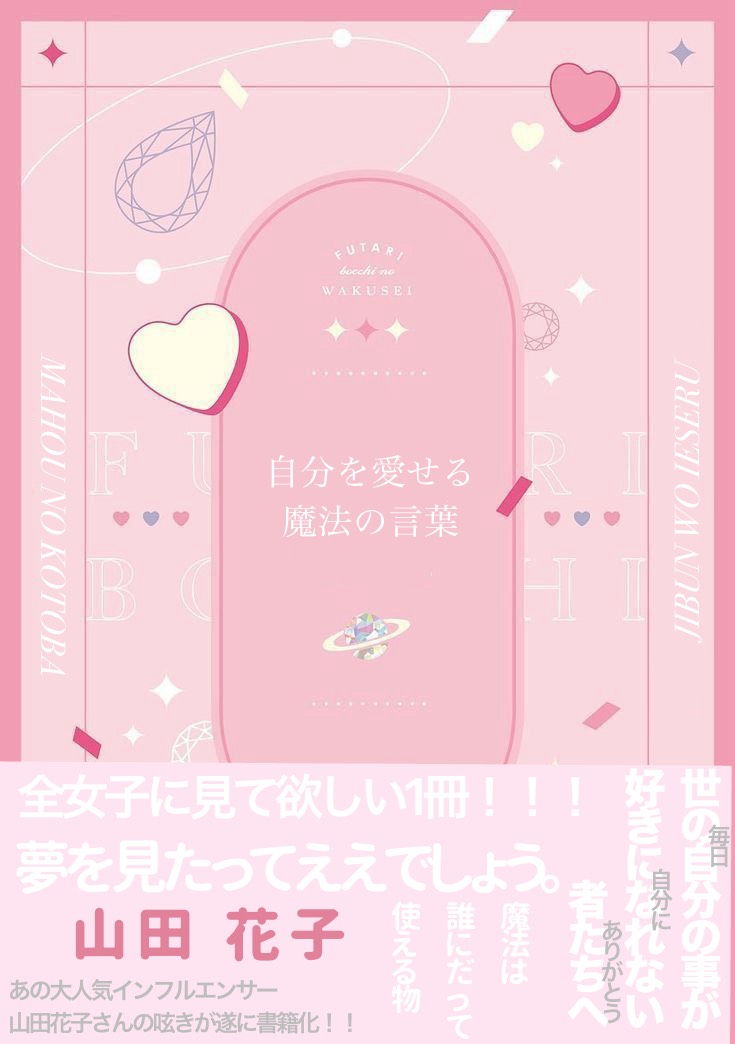 FUTARI
bocchi no
WAKUSEI
自分を愛せる
魔法の言葉
MAHOU NO KOTOBA
JIBUN WO IESERU
FU RI
BO HI
全女子に見て欲しい1冊！！！
夢を見たってええでしょう。
山田 花子
あの大人気インフルエンサー
山田花子さんの呟きが遂に書籍化！！
世の自分の事が
好きになれない
者たちへ
毎日
自分に
ありがとう
魔法は
誰にだって
使える物